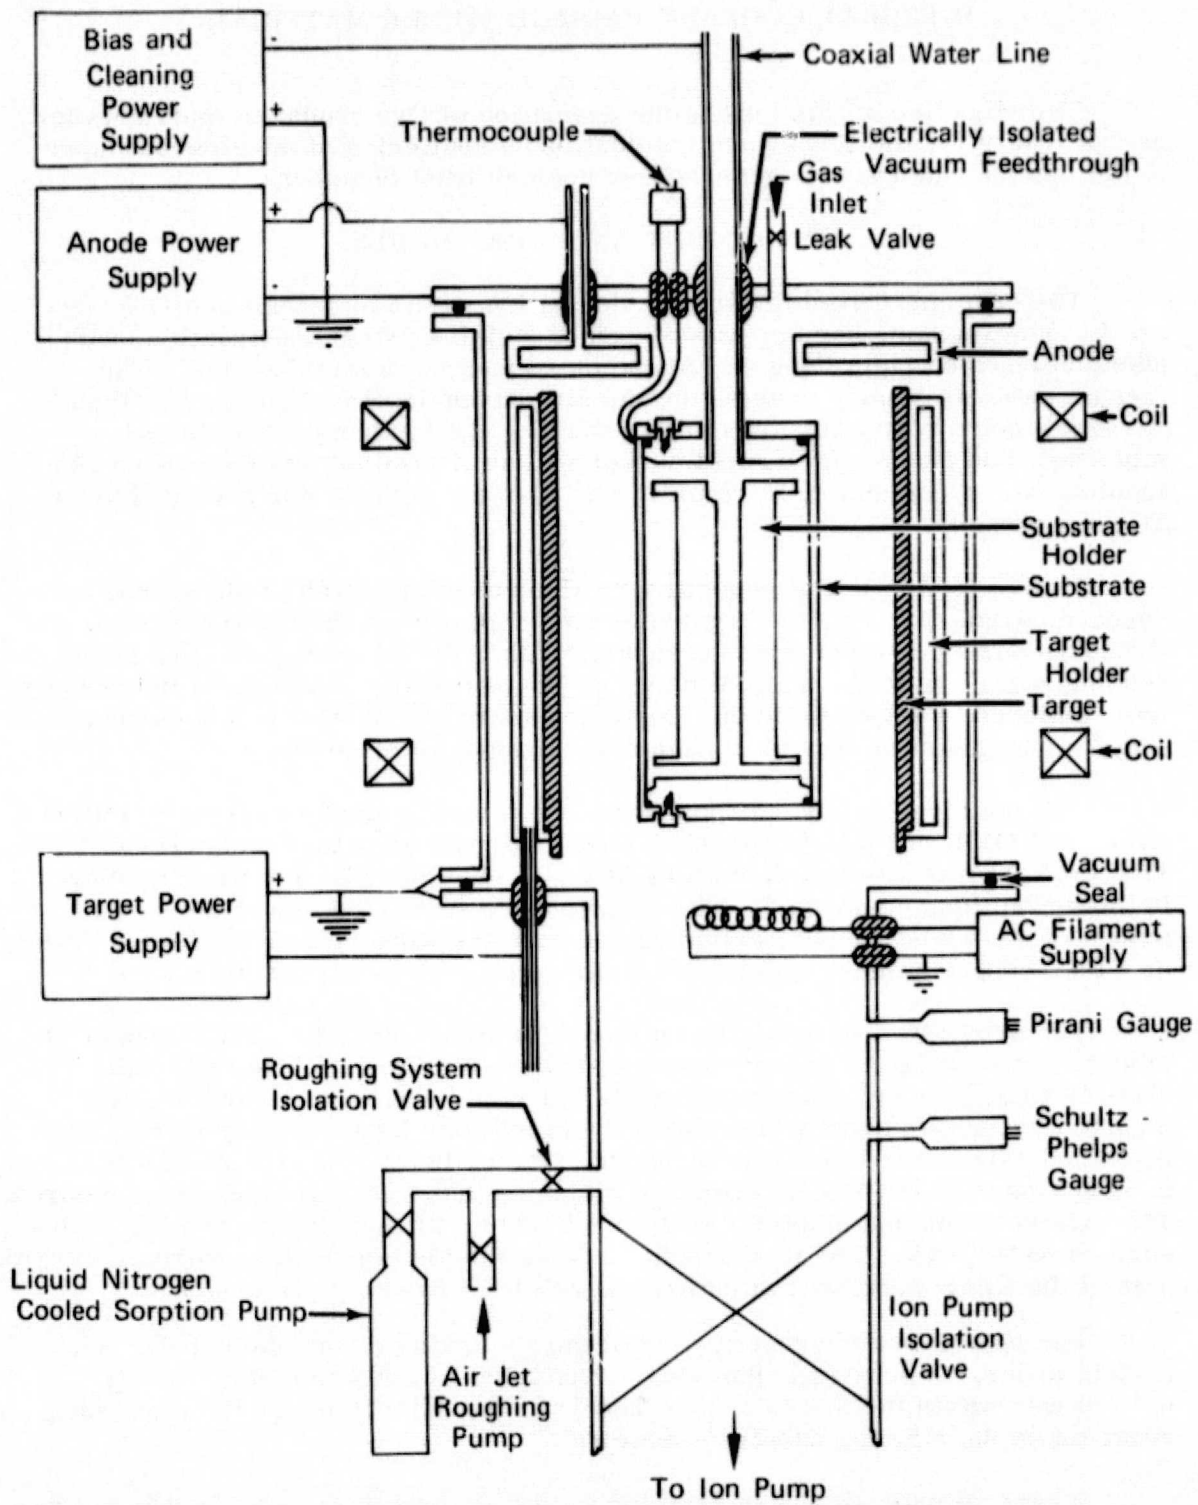 Bias and
Cleaning
Power
Supply
-
+
Coaxial Water Line
Thermocouple
Electrically Isolated
Vacuum Feedthrough
Gas
Inlet
Leak Valve
Anode Power
Supply
+
-
Anode
Coil
Substrate
Holder
Substrate
Target
Holder
Target
Coil
Target Power
Supply
+
-
Vacuum
Seal
AC Filament
Supply
Pirani Gauge
Roughing System
Isolation Valve
Schultz
Phelps
Gauge
Liquid Nitrogen
Cooled Sorption Pump
Air Jet
Roughing
Pump
Ion Pump
Isolation
Valve
To Ion Pump